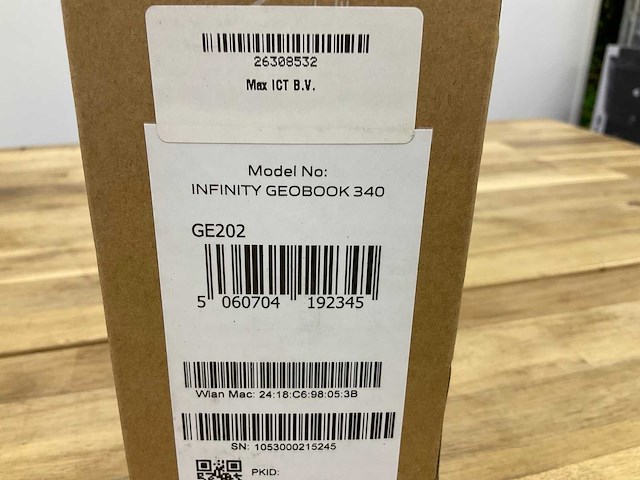 26308532
Max ICT B.V.
Model No:
INFINITY GEOBOOK 340
GE202
5 060704 192345
Wlan Mac: 24:18:C6:98:05:3B
SN: 1053000215245
PKID: